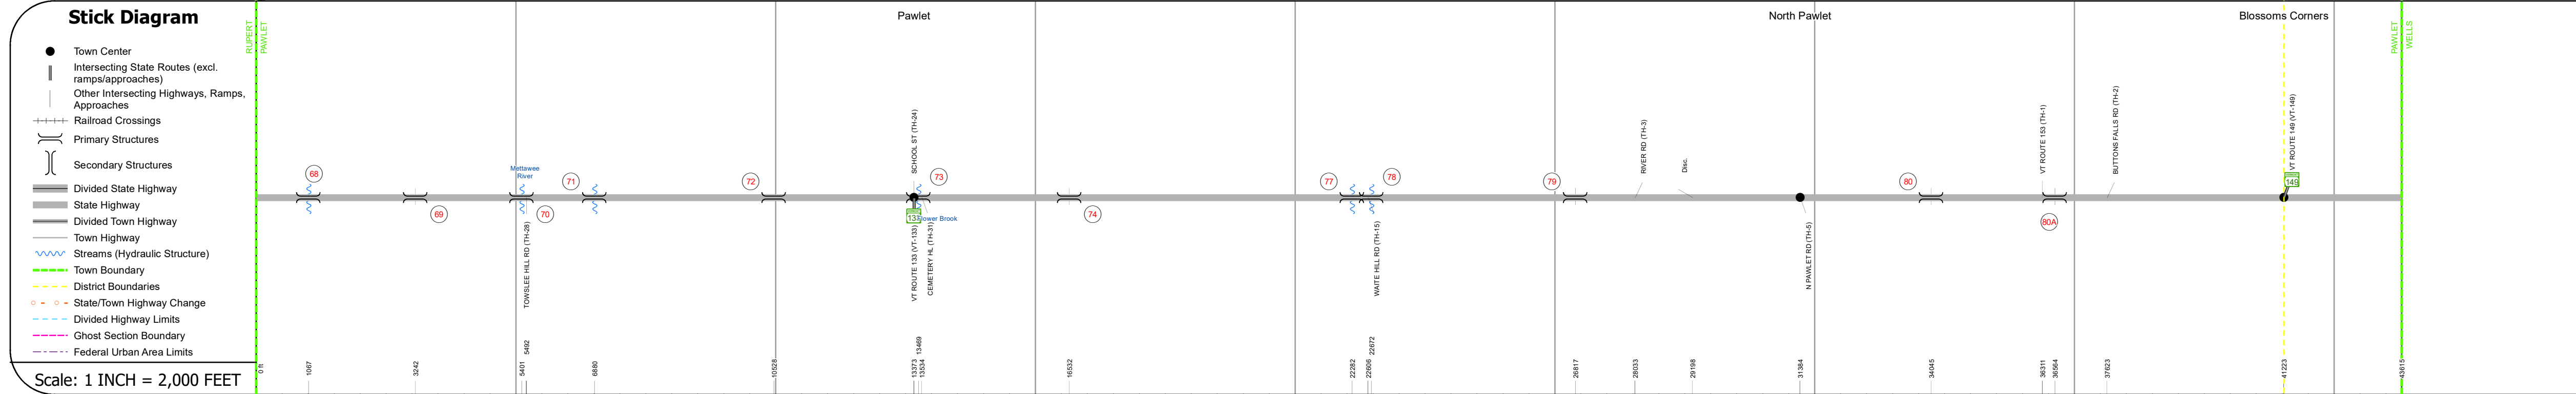 Stick Diagram
Town Center
Intersecting State Routes (excl.
ramps/approaches)
Other Intersecting Highways, Ramps,
Approaches
Railroad Crossings
Primary Structures
Secondary Structures
Divided State Highway
State Highway
Divided Town Highway
Town Highway
Streams (Hydraulic Structure)
Town Boundary
District Boundaries
State/Town Highway Change
Divided Highway Limits
Ghost Section Boundary
Federal Urban Area Limits
Scale: 1 INCH = 2,000 FEET
RUPERT
PAWLET
Pawlet
North Pawlet
Blossoms Corners
PAWLET
WELLS
68
69
Mettawee
River
70
71
72
SCHOOL ST (TH-24)
73
Flower Brook
74
77
78
79
RIVER RD (TH-3)
Disc.
80
VT ROUTE 153 (TH-1)
80A
BUTTONS FALLS RD (TH-2)
VT ROUTE 149 (VT-149)
149
TOWSLEE HILL RD (TH-28)
VT ROUTE 133 (VT-133)
CEMETERY HL (TH-31)
WAITE HILL RD (TH-15)
N PAWLET RD (TH-5)
0 ft
1067
3242
5401
5492
6880
10528
13373
13469
13534
16532
22282
22606
22672
26817
28033
29198
31384
34045
36311
36564
37623
41223
43615